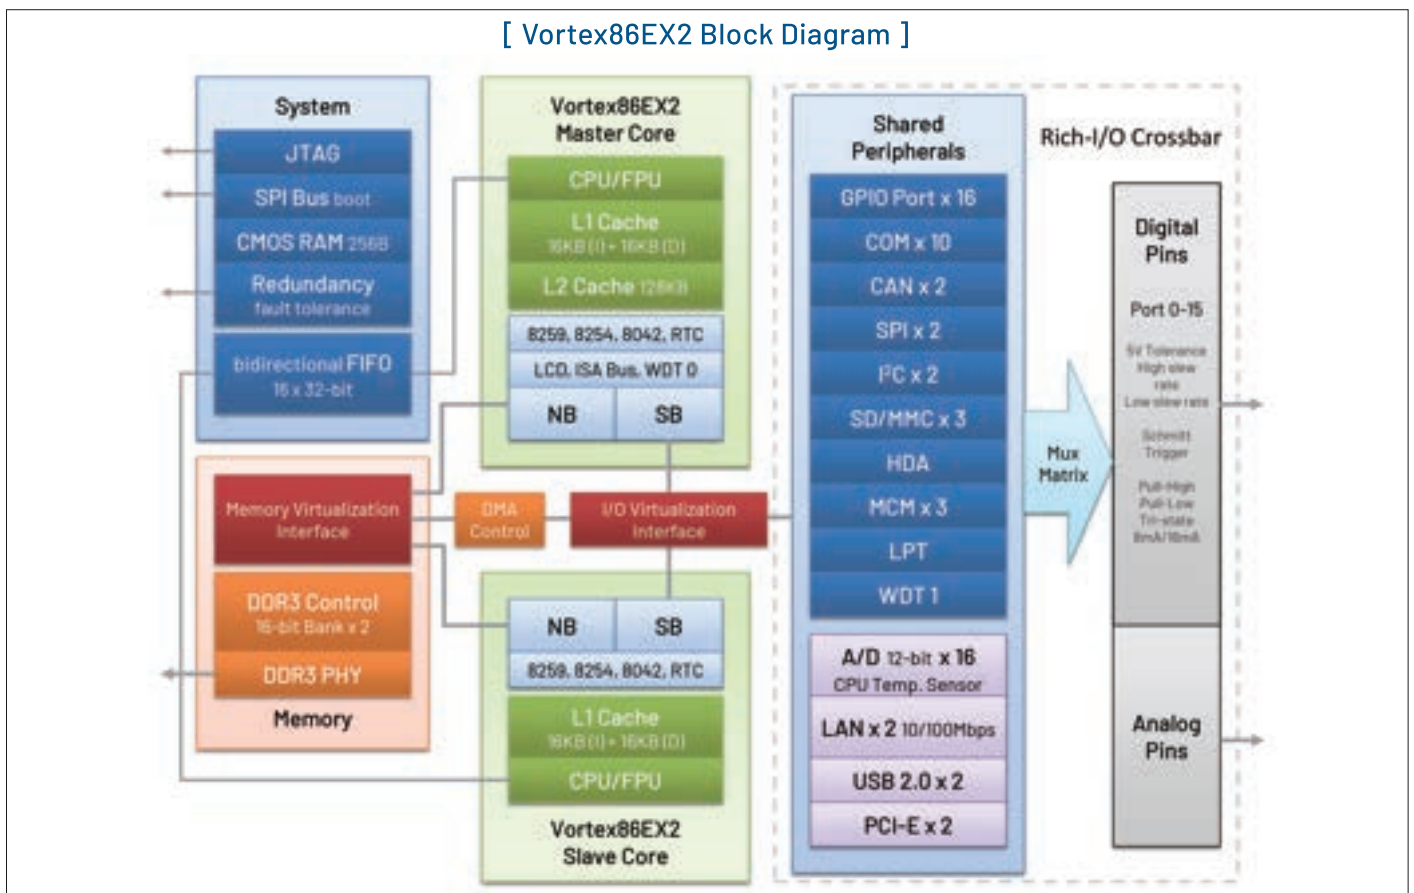 [ Vortex86EX2 Block Diagram ]
System
JTAG
SPI Bus boot
CMOS RAM 256B
Redundancy
fault tolerance
bidirectional FIFO
16 x 32-bit
Memory Virtualization
Interface
DDR3 Control
16-bit Bank x 2
DDR3 PHY
Memory
Vortex86EX2
Master Core
CPU/FPU
L1 Cache
16KB (I) + 16KB (D)
L2 Cache 128KB
8259, 8254, 8042, RTC
LCD, ISA Bus, WDT 0
NB
SB
DMA
Control
I/O Virtualization
Interface
NB
SB
8259, 8254, 8042, RTC
L1 Cache
16KB (I) + 16KB (D)
CPU/FPU
Vortex86EX2
Slave Core
Shared
Peripherals
GPIO Port x 16
COM x 10
CAN x 2
SPI x 2
I²C x 2
SD/MMC x 3
HDA
MCM x 3
LPT
WDT 1
A/D 12-bit x 16
CPU Temp. Sensor
LAN x 2 10/100Mbps
USB 2.0 x 2
PCI-E x 2
Mux
Matrix
Rich-I/O Crossbar
Digital
Pins
Port 0-15
5V Tolerance
High slew
rate
Low slew rate
Schmitt
Trigger
Pull-High
Pull-Low
Tri-state
8mA/16mA
Analog
Pins